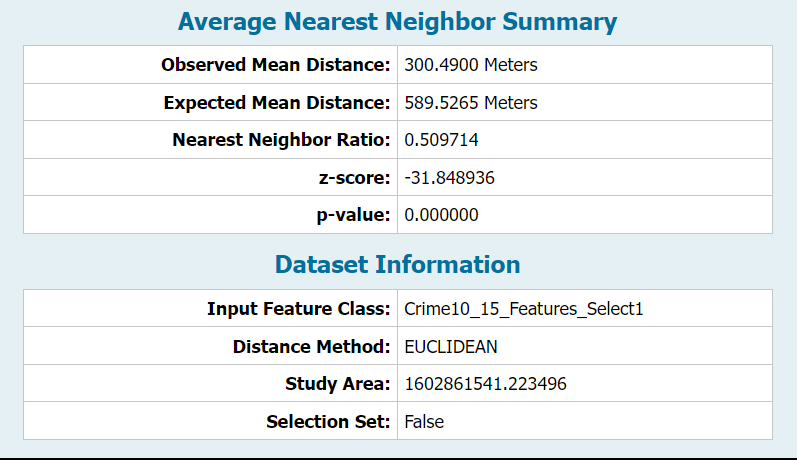 Average Nearest Neighbor Summary
Observed Mean Distance: 300.4900 Meters
Expected Mean Distance: 589.5265 Meters
Nearest Neighbor Ratio: 0.509714
z-score: -31.848936
p-value: 0.000000
Dataset Information
Input Feature Class: Crime10_15_Features_Select1
Distance Method: EUCLIDEAN
Study Area: 1602861541.223496
Selection Set: False